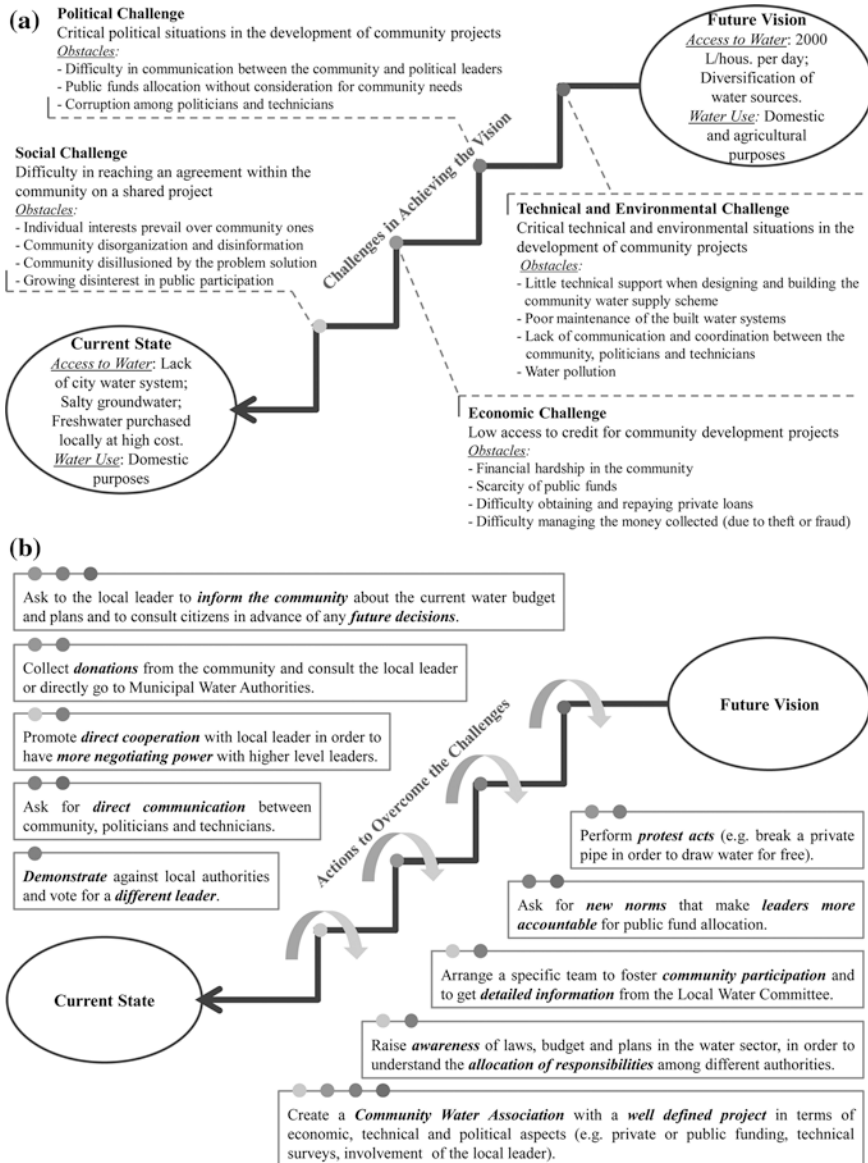 (a)
Political Challenge
Critical political situations in the development of community projects
Obstacles:
- Difficulty in communication between the community and political leaders
- Public funds allocation without consideration for community needs
- Corruption among politicians and technicians
Future Vision
Access to Water: 2000
L/hous. per day;
Diversification of
water sources.
Water Use: Domestic
and agricultural
purposes
Social Challenge
Difficulty in reaching an agreement within the
community on a shared project
Obstacles:
- Individual interests prevail over community ones
- Community disorganization and disinformation
- Community disillusioned by the problem solution
- Growing disinterest in public participation
Challenges in Achieving the Vision
Technical and Environmental Challenge
Critical technical and environmental situations in the
development of community projects
Obstacles:
- Little technical support when designing and building the
community water supply scheme
- Poor maintenance of the built water systems
- Lack of communication and coordination between the
community, politicians and technicians
- Water pollution
Current State
Access to Water: Lack
of city water system;
Salty groundwater;
Freshwater purchased
locally at high cost.
Water Use: Domestic
purposes
Economic Challenge
Low access to credit for community development projects
Obstacles:
- Financial hardship in the community
- Scarcity of public funds
- Difficulty obtaining and repaying private loans
- Difficulty managing the money collected (due to theft or fraud)
(b)
Ask to the local leader to inform the community about the current water budget
and plans and to consult citizens in advance of any future decisions.
Collect donations from the community and consult the local leader
or directly go to Municipal Water Authorities.
Promote direct cooperation with local leader in order to
have more negotiating power with higher level leaders.
Ask for direct communication between
community, politicians and technicians.
Demonstrate against local authorities
and vote for a different leader.
Future Vision
Actions to Overcome the Challenges
Current State
Perform protest acts (e.g. break a private
pipe in order to draw water for free).
Ask for new norms that make leaders more
accountable for public fund allocation.
Arrange a specific team to foster community participation and
to get detailed information from the Local Water Committee.
Raise awareness of laws, budget and plans in the water sector, in order to
understand the allocation of responsibilities among different authorities.
Create a Community Water Association with a well defined project in terms of
economic, technical and political aspects (e.g. private or public funding, technical
surveys, involvement of the local leader).